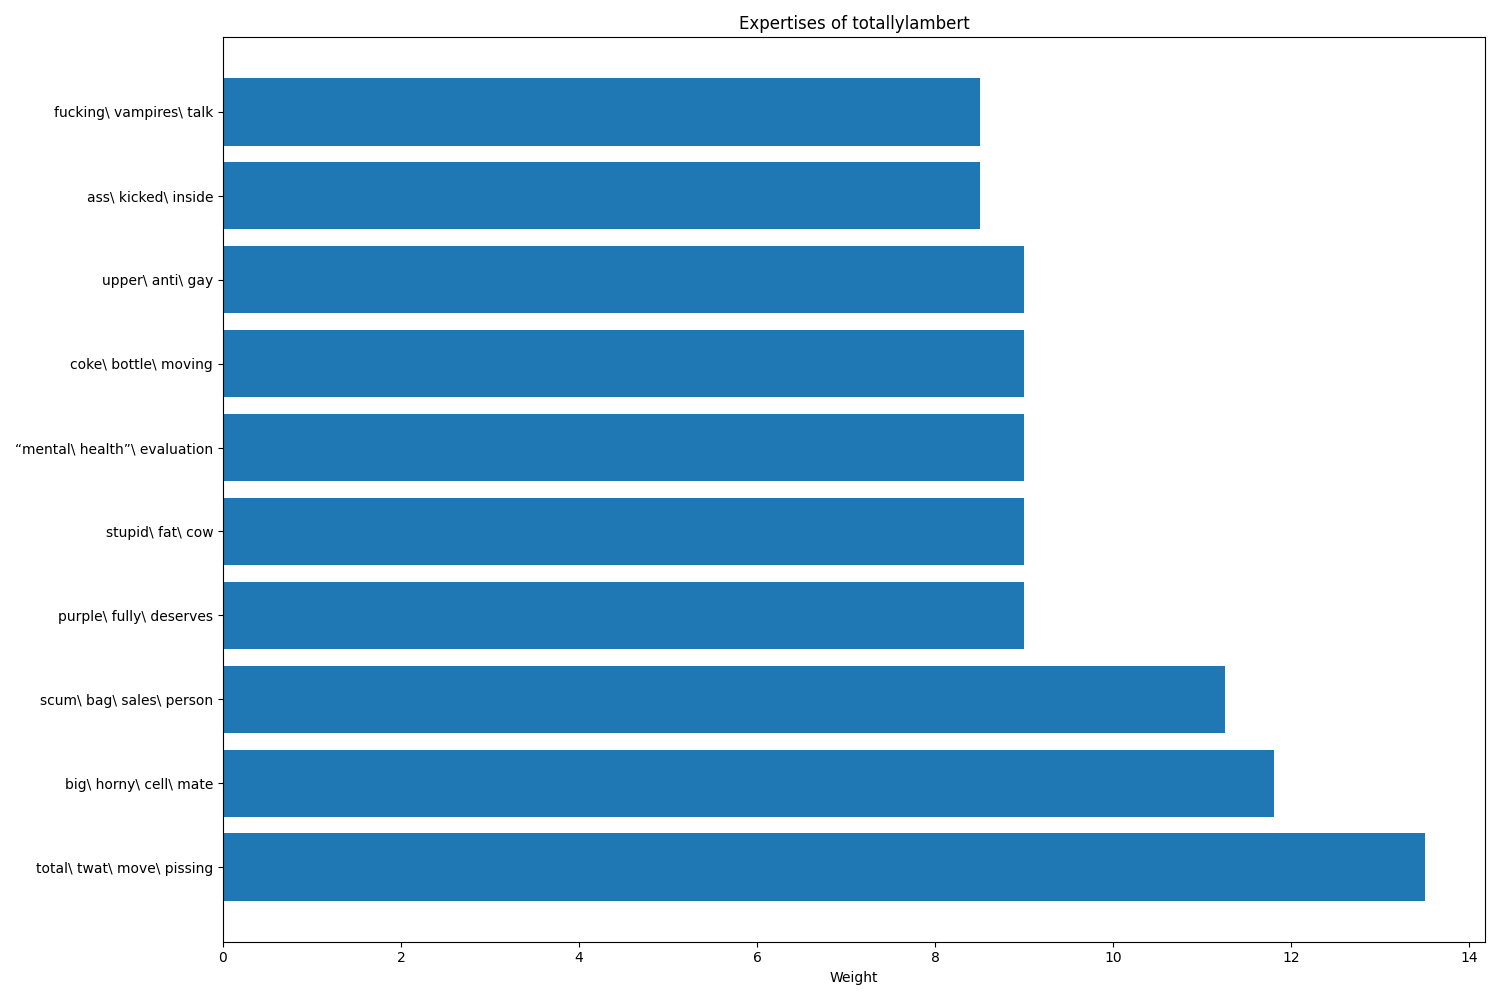 Expertises of totallylambert
fucking\ vampires\ talk
ass\ kicked\ inside
upper\ anti\ gay
coke\ bottle\ moving
“mental\ health”\ evaluation
stupid\ fat\ cow
purple\ fully\ deserves
scum\ bag\ sales\ person
big\ horny\ cell\ mate
total\ twat\ move\ pissing
0 2 4 6 8 10 12 14
Weight